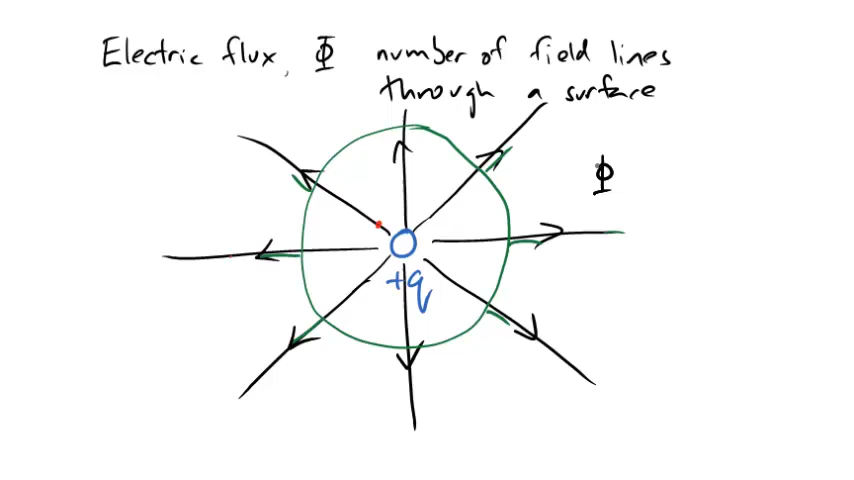 Electric flux, Φ number of field lines
through a surface
Φ
+q